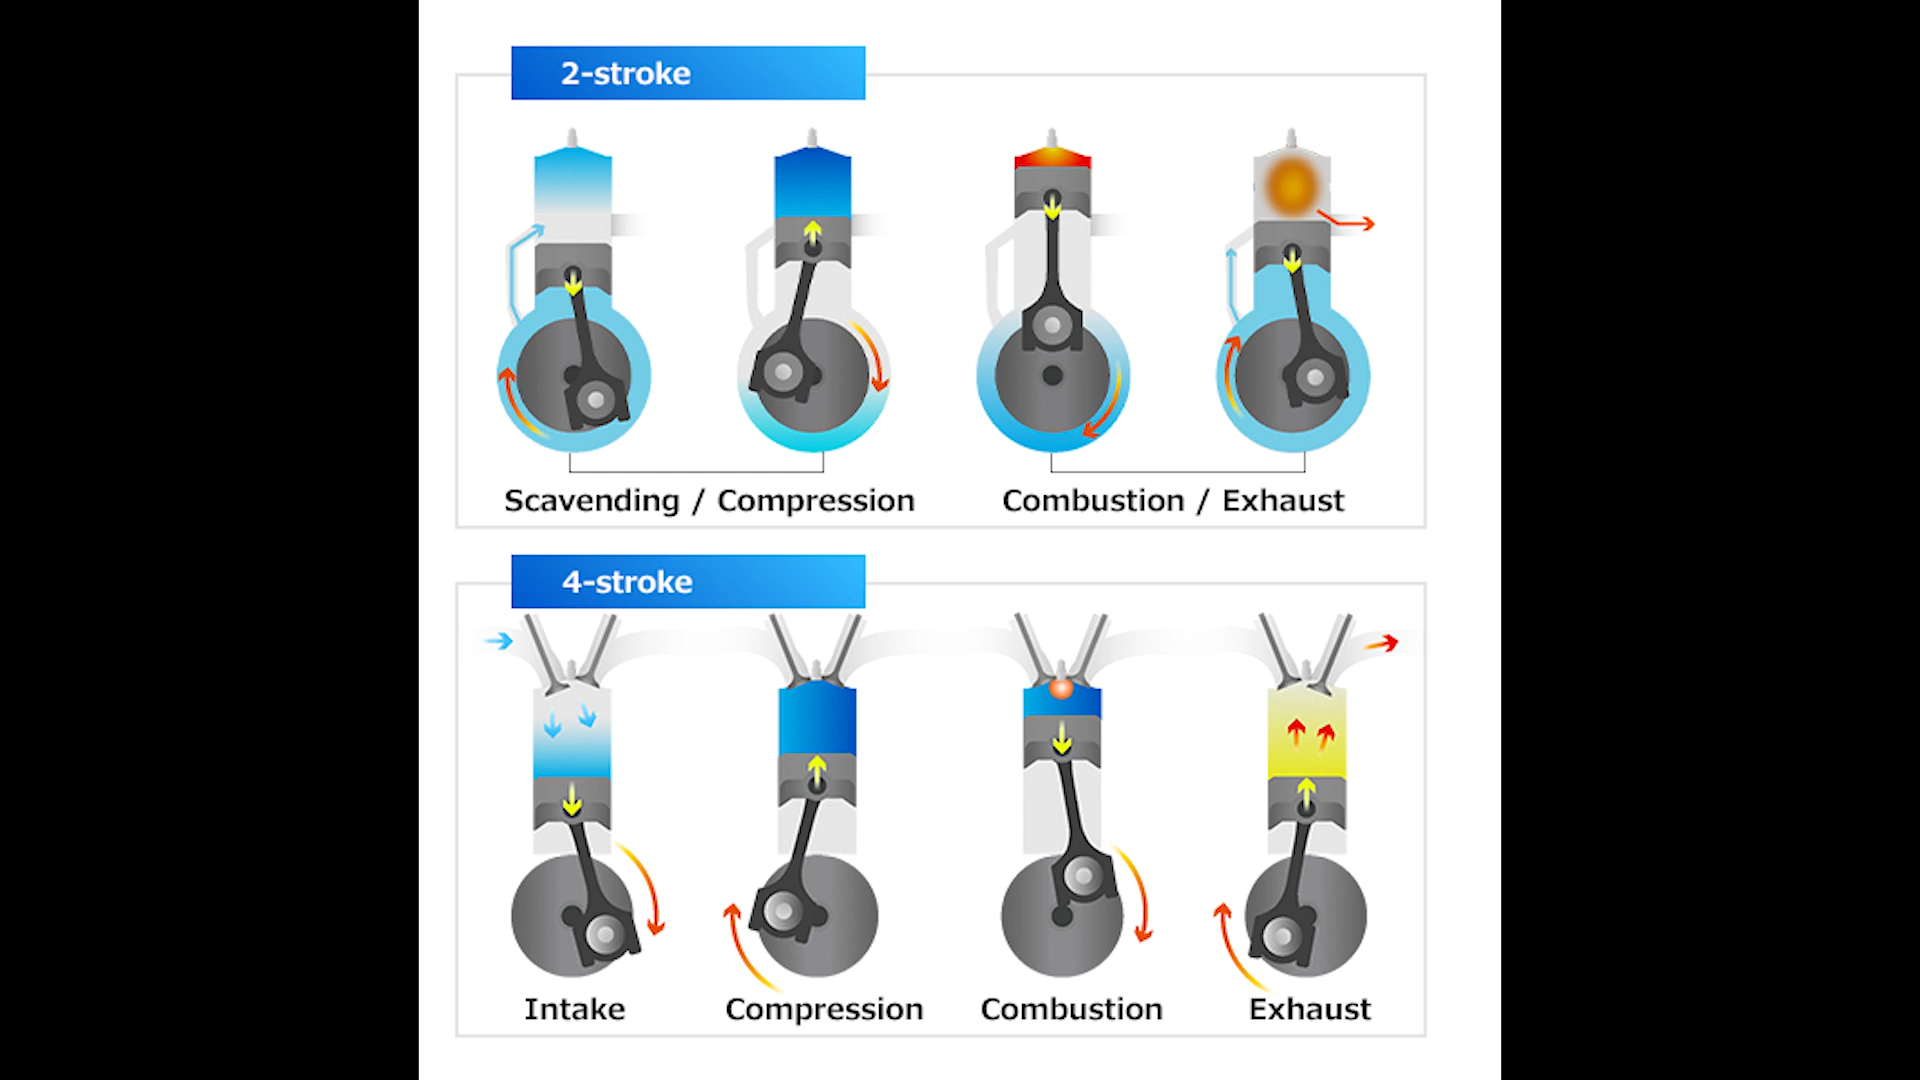 2-stroke
Scavending / Compression
Combustion / Exhaust
4-stroke
Intake
Compression
Combustion
Exhaust